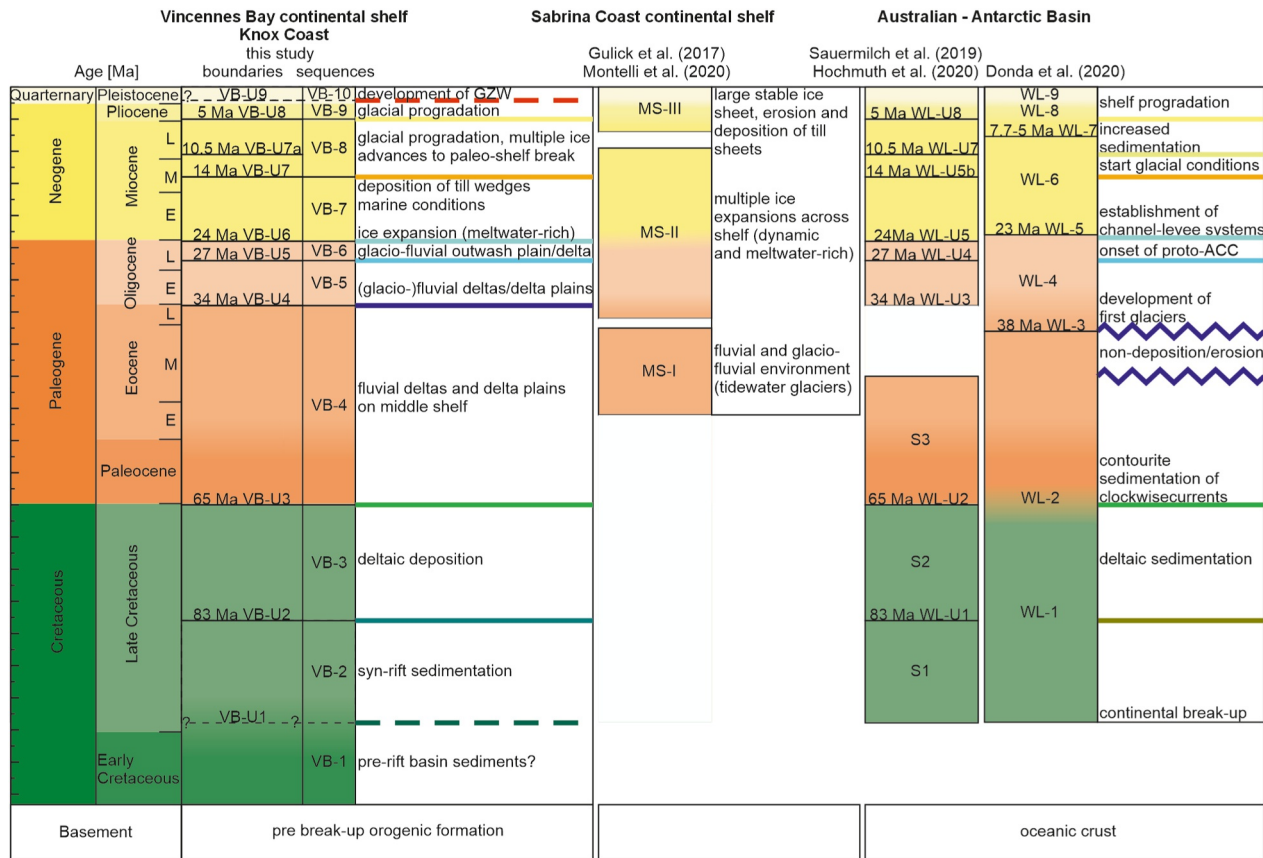 Vincennes Bay continental shelf
Knox Coast
this study
Sabrina Coast continental shelf
Gulick et al. (2017)
Montelli et al. (2020)
Australian - Antarctic Basin
Sauermilch et al. (2019)
Hochmuth et al. (2020)
Donda et al. (2020)
Age [Ma]
boundaries
sequences
Quarternary
Neogene
Paleogene
Cretaceous
Pleistocene
Pliocene
Miocene
L
M
E
Oligocene
L
E
Eocene
L
M
E
Paleocene
Late Cretaceous
Early
Cretaceous
? VB-U9
5 Ma VB-U8
10.5 Ma VB-U7a
14 Ma VB-U7
24 Ma VB-U6
27 Ma VB-U5
34 Ma VB-U4
65 Ma VB-U3
83 Ma VB-U2
? VB-U1 ?
VB-10
VB-9
VB-8
VB-7
VB-6
VB-5
VB-4
VB-3
VB-2
VB-1
development of GZW
glacial progradation
glacial progradation, multiple ice
advances to paleo-shelf break
deposition of till wedges
marine conditions
ice expansion (meltwater-rich)
glacio-fluvial outwash plain/delta
(glacio-)fluvial deltas/delta plains
fluvial deltas and delta plains
on middle shelf
deltaic deposition
syn-rift sedimentation
pre-rift basin sediments?
MS-III
MS-II
MS-I
large stable ice
sheet, erosion and
deposition of till
sheets
multiple ice
expansions across
shelf (dynamic
and meltwater-rich)
fluvial and glacio-
fluvial environment
(tidewater glaciers)
5 Ma WL-U8
10.5 Ma WL-U7
14 Ma WL-U5b
24Ma WL-U5
27 Ma WL-U4
34 Ma WL-U3
S3
65 Ma WL-U2
S2
83 Ma WL-U1
S1
WL-9
WL-8
7.7-5 Ma WL-7
WL-6
23 Ma WL-5
WL-4
38 Ma WL-3
WL-2
WL-1
shelf progradation
increased
sedimentation
start glacial conditions
establishment of
channel-levee systems
onset of proto-ACC
development of
first glaciers
non-deposition/erosion
contourite
sedimentation of
clockwisecurrents
deltaic sedimentation
continental break-up
Basement
pre break-up orogenic formation
oceanic crust